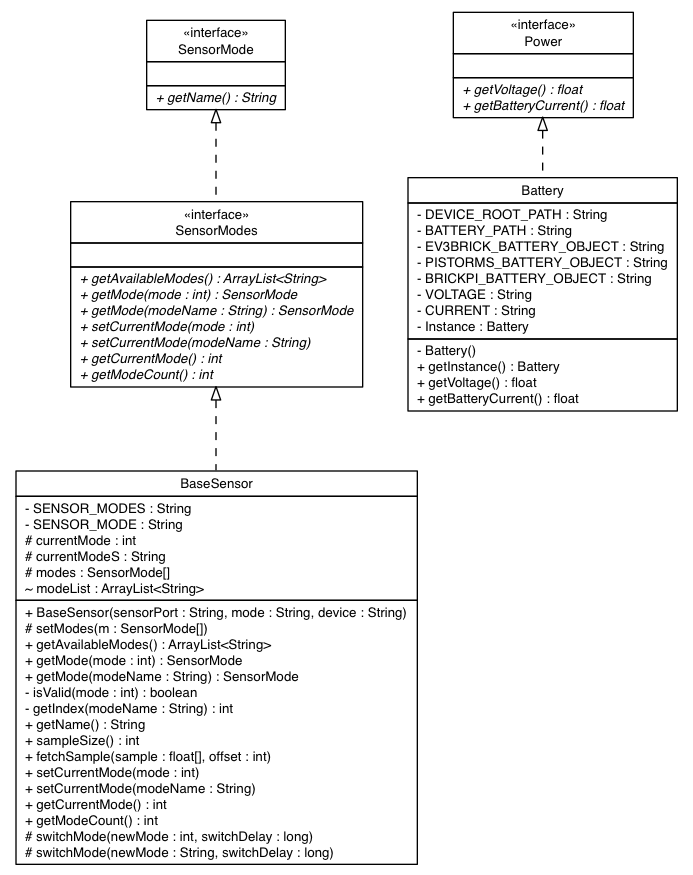 «interface»
SensorMode
+ getName() : String
«interface»
Power
+ getVoltage() : float
+ getBatteryCurrent() : float
«interface»
SensorModes
+ getAvailableModes() : ArrayList<String>
+ getMode(mode : int) : SensorMode
+ getMode(modeName : String) : SensorMode
+ setCurrentMode(mode : int)
+ setCurrentMode(modeName : String)
+ getCurrentMode() : int
+ getModeCount() : int
Battery
- DEVICE_ROOT_PATH : String
- BATTERY_PATH : String
- EV3BRICK_BATTERY_OBJECT : String
- PISTORMS_BATTERY_OBJECT : String
- BRICKPI_BATTERY_OBJECT : String
- VOLTAGE : String
- CURRENT : String
- Instance : Battery
- Battery()
+ getInstance() : Battery
+ getVoltage() : float
+ getBatteryCurrent() : float
BaseSensor
- SENSOR_MODES : String
- SENSOR_MODE : String
# currentMode : int
# currentModeS : String
# modes : SensorMode[]
~ modeList : ArrayList<String>
+ BaseSensor(sensorPort : String, mode : String, device : String)
# setModes(m : SensorMode[])
+ getAvailableModes() : ArrayList<String>
+ getMode(mode : int) : SensorMode
+ getMode(modeName : String) : SensorMode
- isValid(mode : int) : boolean
- getIndex(modeName : String) : int
+ getName() : String
+ sampleSize() : int
+ fetchSample(sample : float[], offset : int)
+ setCurrentMode(mode : int)
+ setCurrentMode(modeName : String)
+ getCurrentMode() : int
+ getModeCount() : int
# switchMode(newMode : int, switchDelay : long)
# switchMode(newMode : String, switchDelay : long)